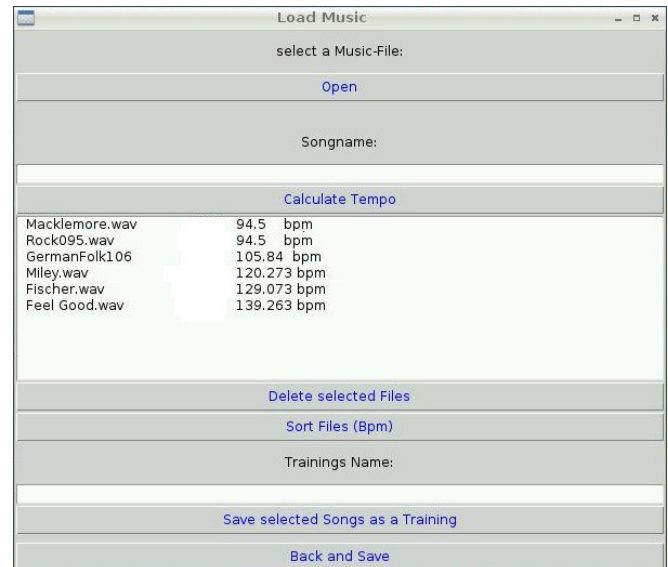 Load Music
select a Music-File:
Open
Songname:
Calculate Tempo
Macklemore.wav 94.5 bpm
Rock095.wav 94.5 bpm
GermanFolk106 105.84 bpm
Miley.wav 120.273 bpm
Fischer.wav 129.073 bpm
Feel Good.wav 139.263 bpm
Delete selected Files
Sort Files (Bpm)
Trainings Name:
Save selected Songs as a Training
Back and Save